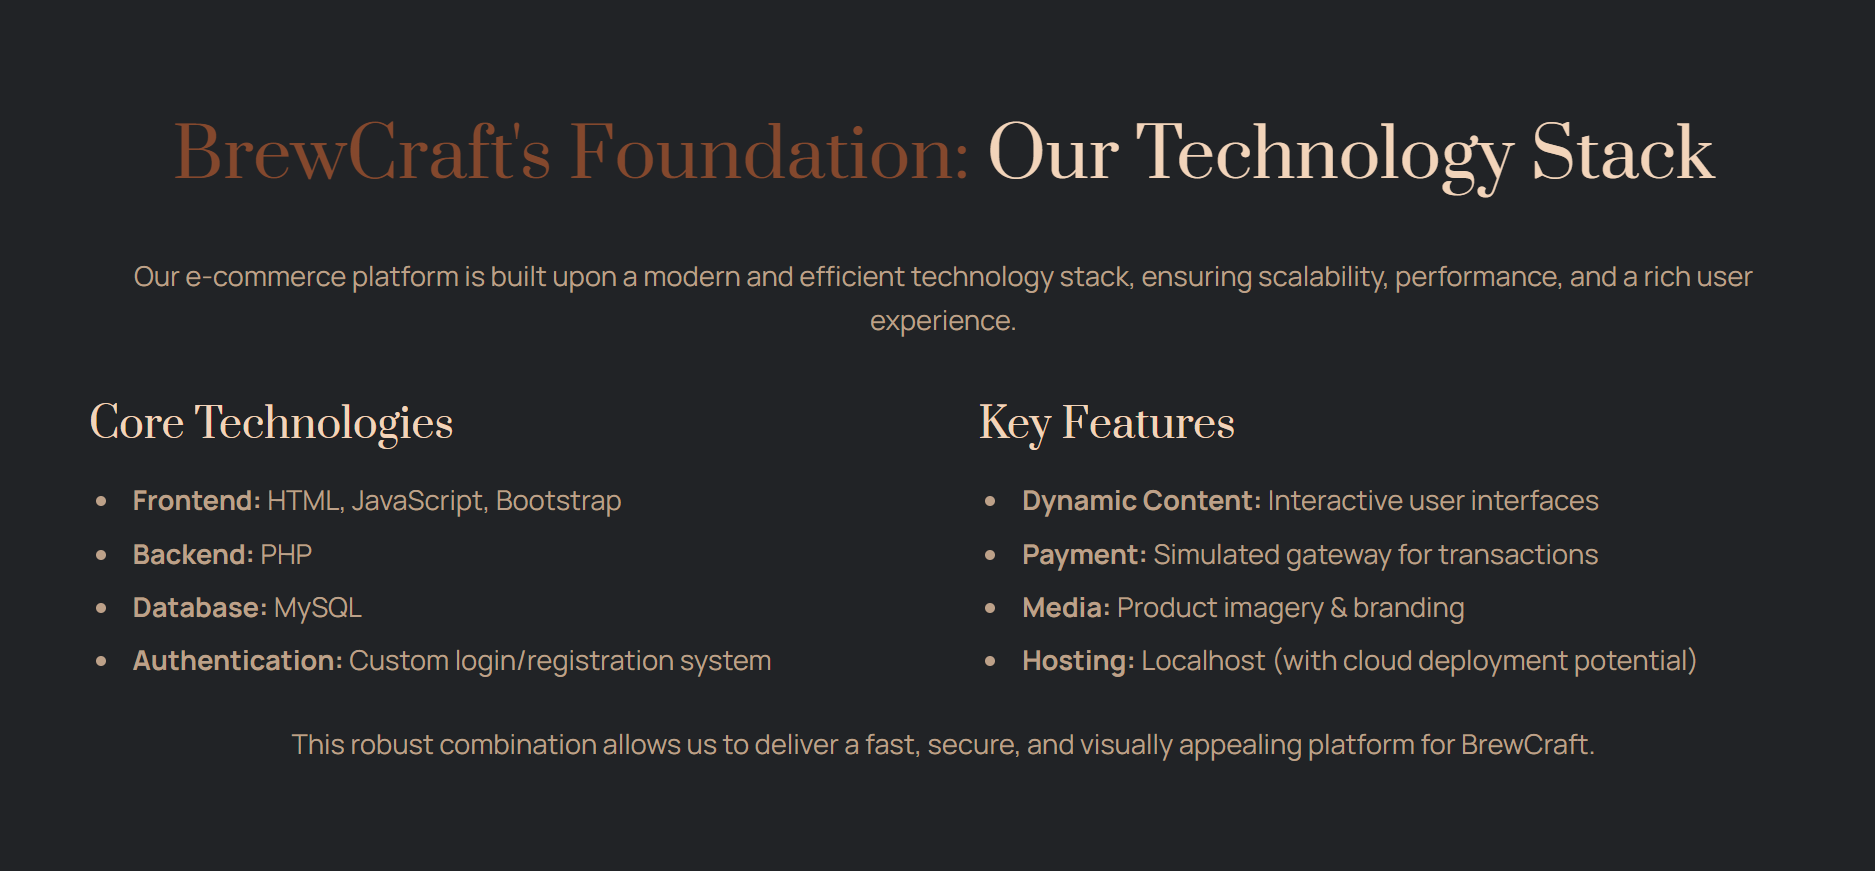 BrewCraft's Foundation: Our Technology Stack
Our e-commerce platform is built upon a modern and efficient technology stack, ensuring scalability, performance, and a rich user
experience.
Core Technologies
• Frontend: HTML, JavaScript, Bootstrap
• Backend: PHP
• Database: MySQL
• Authentication: Custom login/registration system
Key Features
• Dynamic Content: Interactive user interfaces
• Payment: Simulated gateway for transactions
• Media: Product imagery & branding
• Hosting: Localhost (with cloud deployment potential)
This robust combination allows us to deliver a fast, secure, and visually appealing platform for BrewCraft.